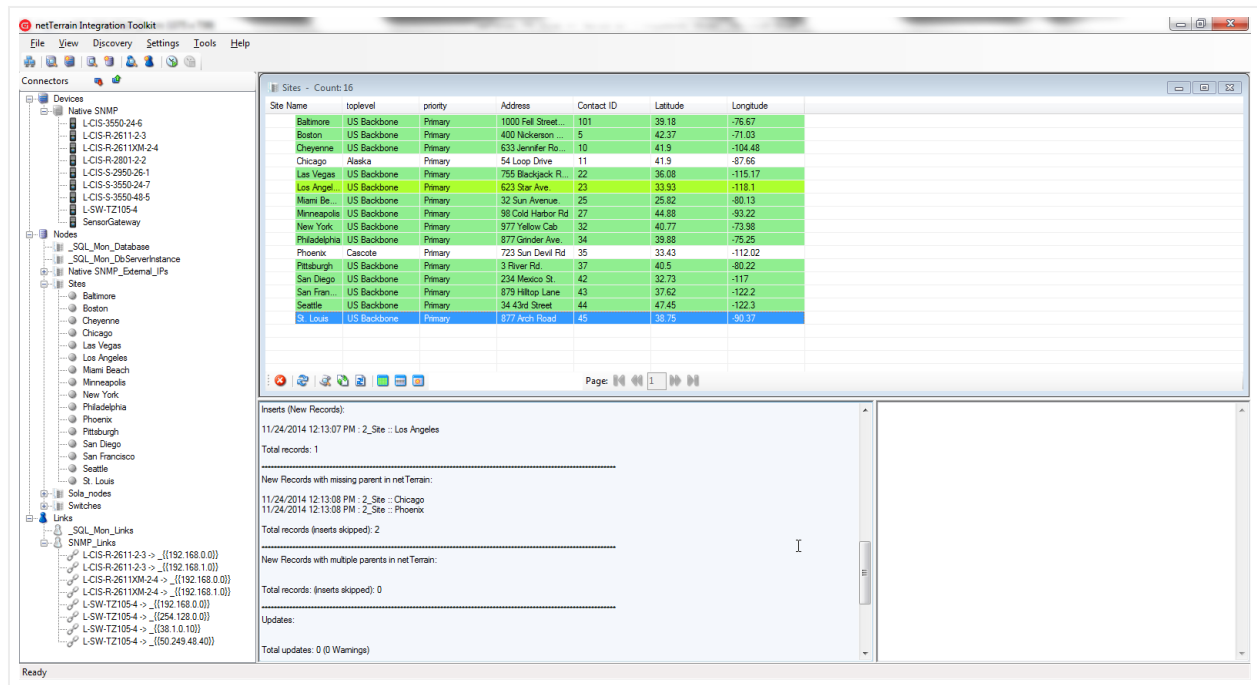 netTerrain Integration Toolkit
File View Discovery Settings Tools Help
Connectors
Devices
Native SNMP
L-CIS-3550-24-6
L-CIS-R-2611-2-3
L-CIS-R-2611XM-2-4
L-CIS-R-2801-2-2
L-CIS-S-2950-26-1
L-CIS-S-3550-24-7
L-CIS-S-3550-48-5
L-SW-TZ105-4
SensorGateway
Nodes
_SQL_Mon_Database
_SQL_Mon_DbServerInstance
Native SNMP_External_IPs
Sites
Baltimore
Boston
Cheyenne
Chicago
Las Vegas
Los Angeles
Miami Beach
Minneapolis
New York
Philadelphia
Phoenix
Pittsburgh
San Diego
San Francisco
Seattle
St. Louis
Sola_nodes
Switches
Links
_SQL_Mon_Links
SNMP_Links
L-CIS-R-2611-2-3 -> _{{192.168.0.0}}
L-CIS-R-2611-2-3 -> _{{192.168.1.0}}
L-CIS-R-2611XM-2-4 -> _{{192.168.0.0}}
L-CIS-R-2611XM-2-4 -> _{{192.168.1.0}}
L-SW-TZ105-4 -> _{{192.168.0.0}}
L-SW-TZ105-4 -> _{{254.128.0.0}}
L-SW-TZ105-4 -> _{{38.1.0.10}}
L-SW-TZ105-4 -> _{{50.249.48.40}}
Sites - Count: 16
Site Name toplevel priority Address Contact ID Latitude Longitude
Baltimore US Backbone Primary 1000 Fell Street... 101 39.18 -76.67
Boston US Backbone Primary 400 Nickerson ... 5 42.37 -71.03
Cheyenne US Backbone Primary 633 Jennifer Ro... 10 41.9 -104.48
Chicago Alaska Primary 54 Loop Drive 11 41.9 -87.66
Las Vegas US Backbone Primary 755 Blackjack R... 22 36.08 -115.17
Los Angel... US Backbone Primary 623 Star Ave. 23 33.93 -118.1
Miami Be... US Backbone Primary 32 Sun Avenue. 25 25.82 -80.13
Minneapolis US Backbone Primary 98 Cold Harbor Rd 27 44.88 -93.22
New York US Backbone Primary 977 Yellow Cab 32 40.77 -73.98
Philadelphia US Backbone Primary 877 Grinder Ave. 34 39.88 -75.25
Phoenix Cascote Primary 723 Sun Devil Rd 35 33.43 -112.02
Pittsburgh US Backbone Primary 3 River Rd. 37 40.5 -80.22
San Diego US Backbone Primary 234 Mexico St. 42 32.73 -117
San Fran... US Backbone Primary 879 Hilltop Lane 43 37.62 -122.2
Seattle US Backbone Primary 34 43rd Street 44 47.45 -122.3
St. Louis US Backbone Primary 877 Arch Road 45 38.75 -90.37
Page: 1
Inserts (New Records):
11/24/2014 12:13:07 PM : 2_Site :: Los Angeles
Total records: 1
New Records with missing parent in netTerrain:
11/24/2014 12:13:08 PM : 2_Site :: Chicago
11/24/2014 12:13:08 PM : 2_Site :: Phoenix
Total records (inserts skipped): 2
New Records with multiple parents in netTerrain:
Total records: (inserts skipped): 0
Updates:
Total updates: 0 (0 Warnings)
Ready